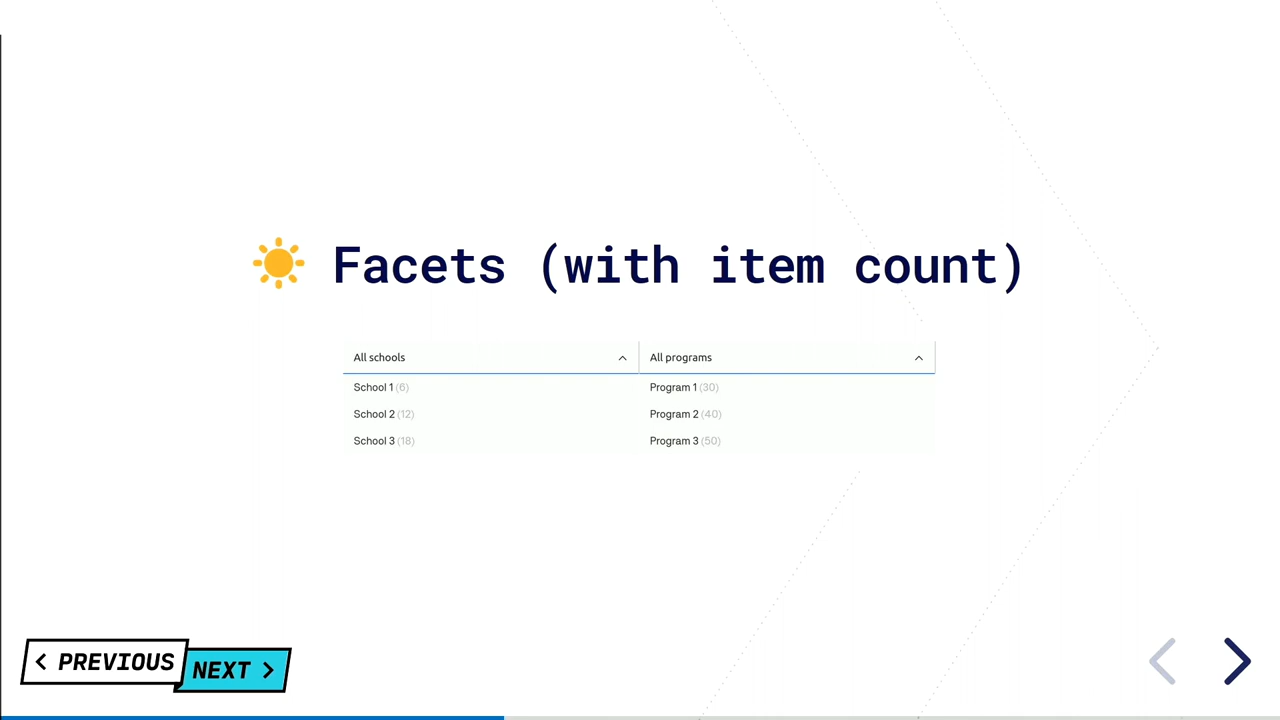 Facets (with item count)
All schools
All programs
School 1 (6)
Program 1 (30)
School 2 (12)
Program 2 (40)
School 3 (18)
Program 3 (50)
PREVIOUS
NEXT